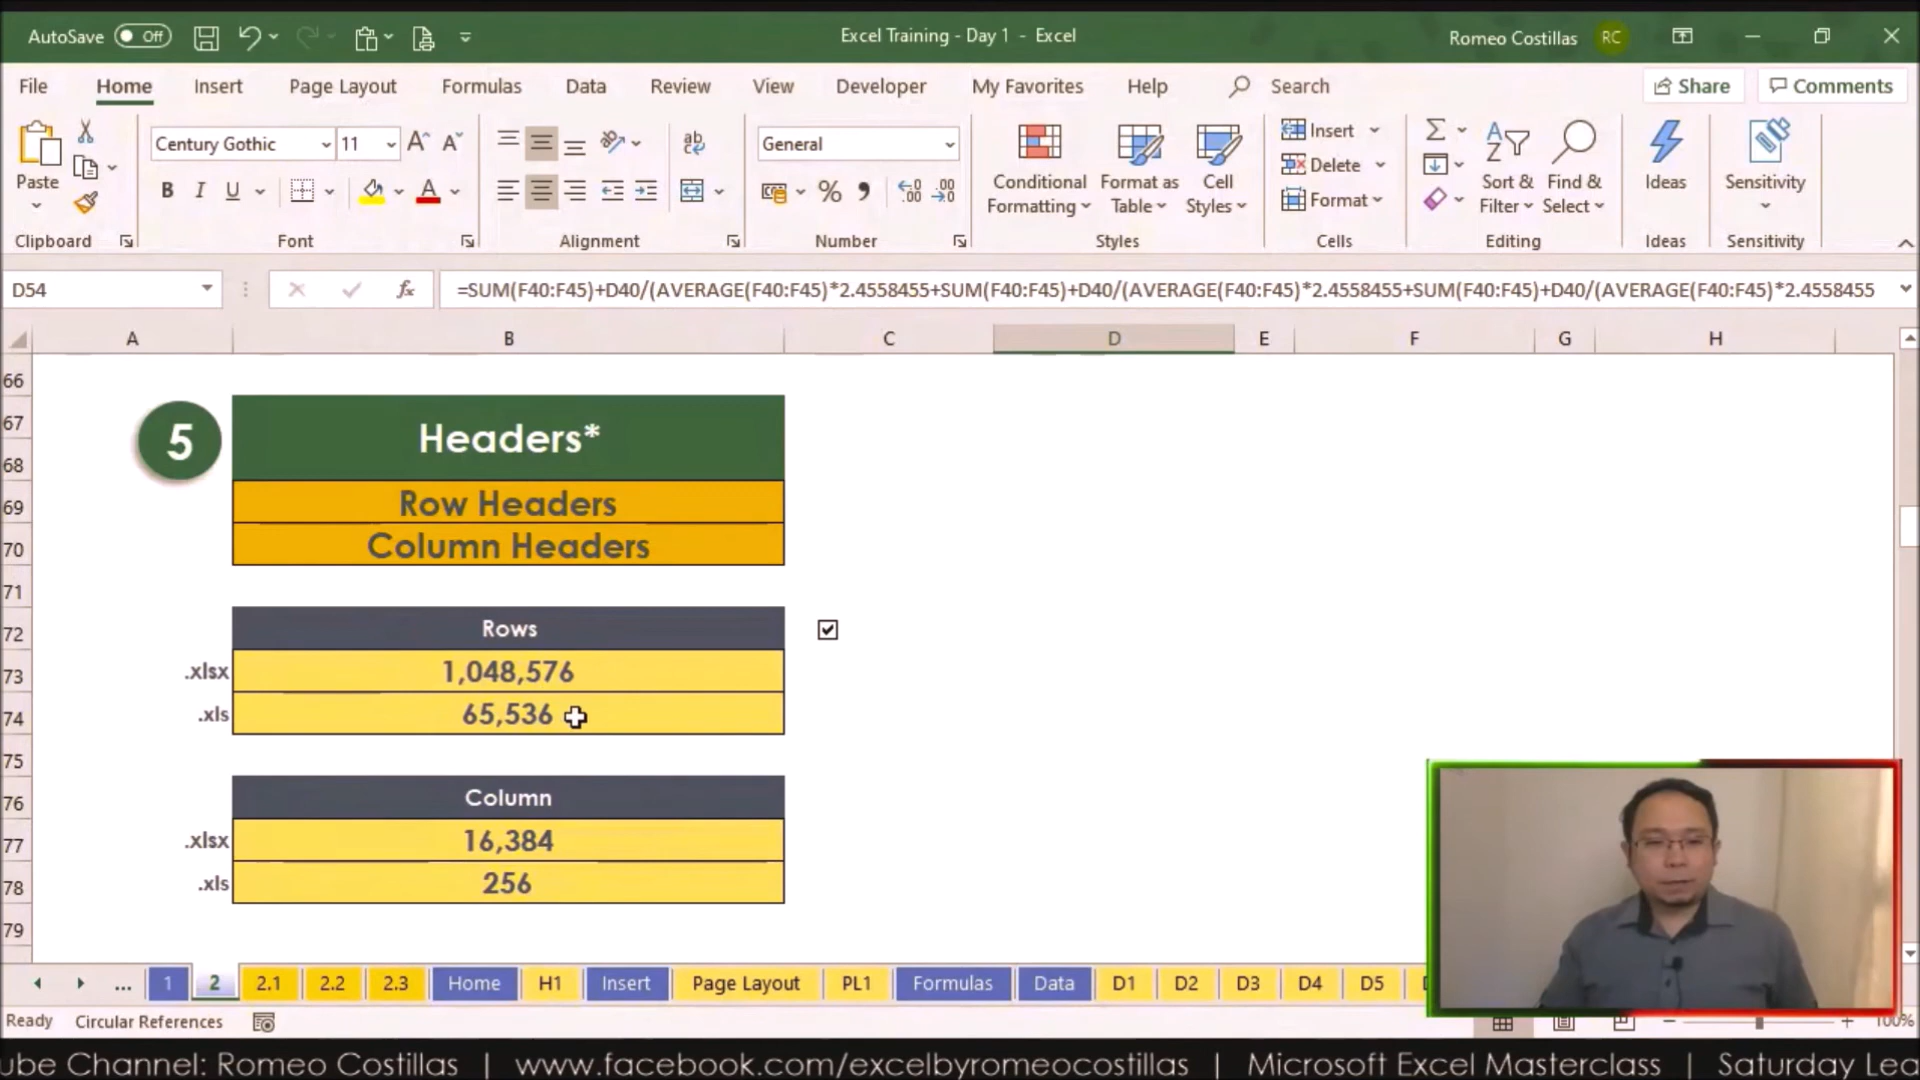 AutoSave Off
Excel Training - Day 1 - Excel
Romeo Costillas RC
File Home Insert Page Layout Formulas Data Review View Developer My Favorites Help Search Share Comments
Paste
Clipboard
Century Gothic 11
B I U A
Font
ab
Alignment
General
% 9
Number
Conditional Formatting
Format as Table
Cell Styles
Styles
Insert
Delete
Format
Cells
Sort & Filter
Find & Select
Editing
Ideas
Ideas
Sensitivity
Sensitivity
D54
fx
=SUM(F40:F45)+D40/(AVERAGE(F40:F45)*2.4558455+SUM(F40:F45)+D40/(AVERAGE(F40:F45)*2.4558455+SUM(F40:F45)+D40/(AVERAGE(F40:F45)*2.4558455
A B C D E F G H
66
67
68
69
70
71
72
73
74
75
76
77
78
79
5
Headers*
Row Headers
Column Headers
Rows
.xlsx 1,048,576
.xls 65,536
Column
.xlsx 16,384
.xls 256
... 1 2 2.1 2.2 2.3 Home H1 Insert Page Layout PL1 Formulas Data D1 D2 D3 D4 D5
Ready Circular References
100%
ube Channel: Romeo Costillas | www.facebook.com/excelbyromeocostillas | Microsoft Excel Masterclass | Saturday Lea